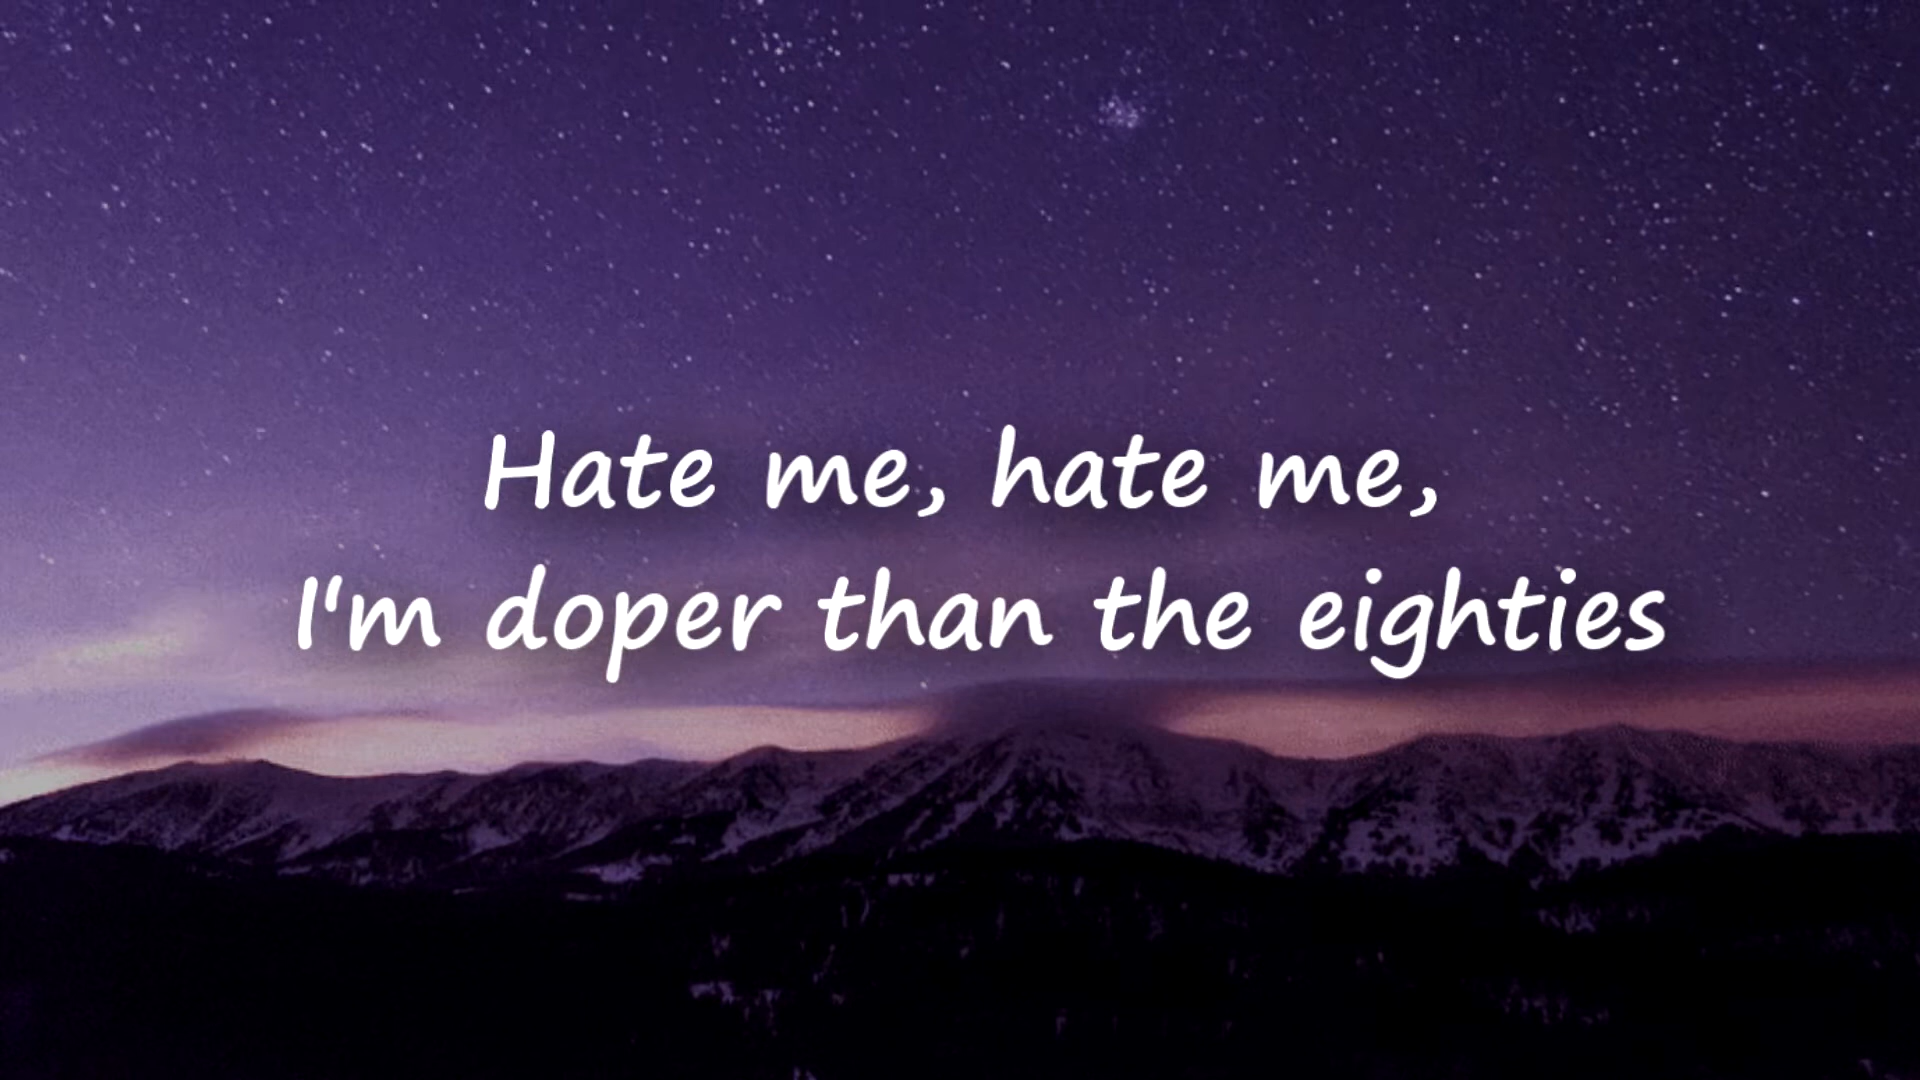 Hate me, hate me,
I'm doper than the eighties